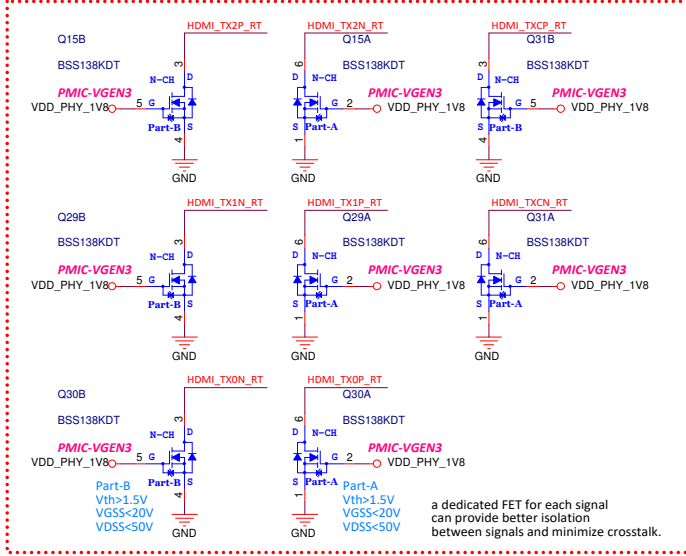 HDMI_TX2P_RT
Q15B
BSS138KDT
3
D
N-CH
PMIC-VGEN3
VDD_PHY_1V8
5
G
Part-B
S
4
GND
HDMI_TX2N_RT
Q15A
BSS138KDT
6
D
N-CH
PMIC-VGEN3
G
2
VDD_PHY_1V8
S
Part-A
1
GND
HDMI_TXCP_RT
Q31B
BSS138KDT
3
D
N-CH
PMIC-VGEN3
G
5
VDD_PHY_1V8
S
Part-B
4
GND
HDMI_TX1N_RT
Q29B
BSS138KDT
3
D
N-CH
PMIC-VGEN3
VDD_PHY_1V8
5
G
Part-B
S
4
GND
HDMI_TX1P_RT
Q29A
BSS138KDT
6
D
N-CH
PMIC-VGEN3
G
2
VDD_PHY_1V8
S
Part-A
1
GND
HDMI_TXCN_RT
Q31A
BSS138KDT
6
D
N-CH
PMIC-VGEN3
G
2
VDD_PHY_1V8
S
Part-A
1
GND
HDMI_TX0N_RT
Q30B
BSS138KDT
3
D
N-CH
PMIC-VGEN3
VDD_PHY_1V8
5
G
Part-B
S
4
GND
Part-B
Vth>1.5V
VGSS<20V
VDSS<50V
HDMI_TX0P_RT
Q30A
BSS138KDT
6
D
N-CH
PMIC-VGEN3
G
2
VDD_PHY_1V8
S
Part-A
1
GND
Part-A
Vth>1.5V
VGSS<20V
VDSS<50V
a dedicated FET for each signal
can provide better isolation
between signals and minimize crosstalk.